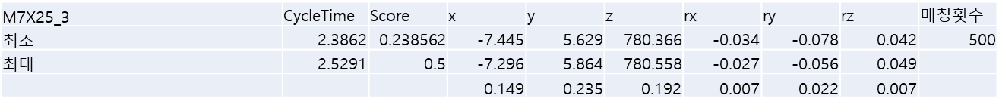 M7X25_3 CycleTime Score x y z rx ry rz 매칭횟수
최소 2.3862 0.238562 -7.445 5.629 780.366 -0.034 -0.078 0.042 500
최대 2.5291 0.5 -7.296 5.864 780.558 -0.027 -0.056 0.049
0.149 0.235 0.192 0.007 0.022 0.007